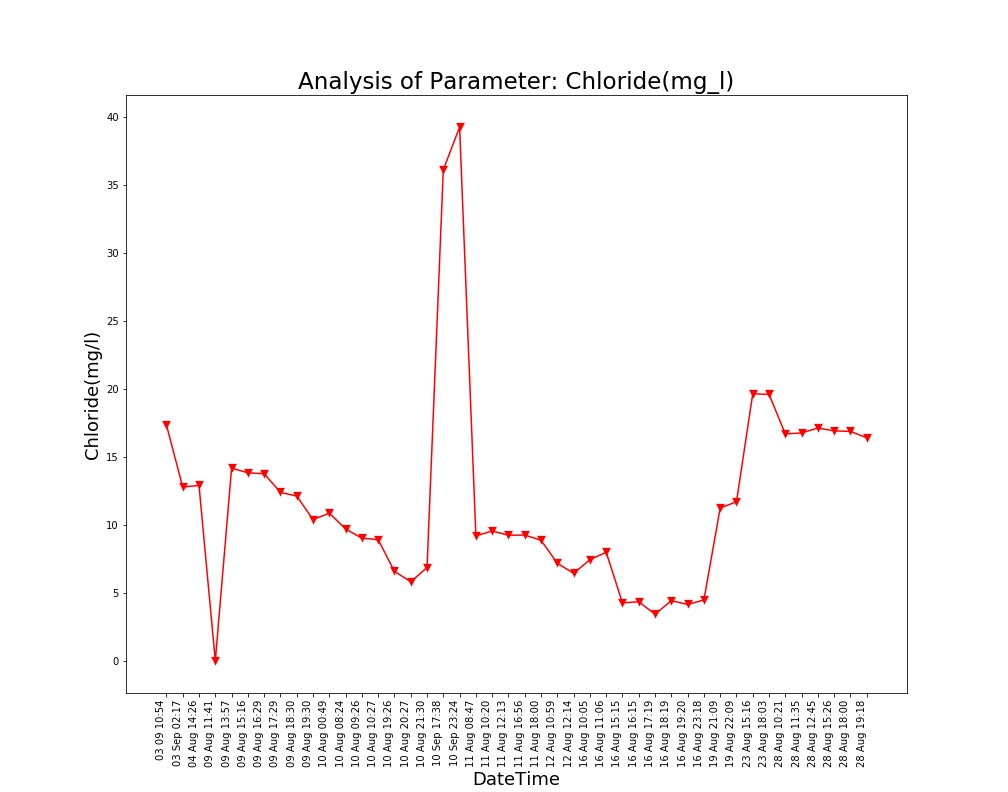 Analysis of Parameter: Chloride(mg_l)
Chloride(mg/l)
40
35
30
25
20
15
10
5
0
03 09 10:54
03 Sep 02:17
04 Aug 14:26
09 Aug 11:41
09 Aug 13:57
09 Aug 15:16
09 Aug 16:29
09 Aug 17:29
09 Aug 18:30
09 Aug 19:30
10 Aug 00:49
10 Aug 08:24
10 Aug 09:26
10 Aug 10:27
10 Aug 19:26
10 Aug 20:27
10 Aug 21:30
10 Sep 17:38
10 Sep 23:24
11 Aug 08:47
11 Aug 10:20
11 Aug 12:13
11 Aug 16:56
11 Aug 18:00
12 Aug 10:59
12 Aug 12:14
16 Aug 10:05
16 Aug 11:06
16 Aug 15:15
16 Aug 16:15
16 Aug 17:19
16 Aug 18:19
16 Aug 19:20
16 Aug 23:18
19 Aug 21:09
19 Aug 22:09
23 Aug 15:16
23 Aug 18:03
28 Aug 10:21
28 Aug 11:35
28 Aug 12:45
28 Aug 15:26
28 Aug 18:00
28 Aug 19:18
DateTime